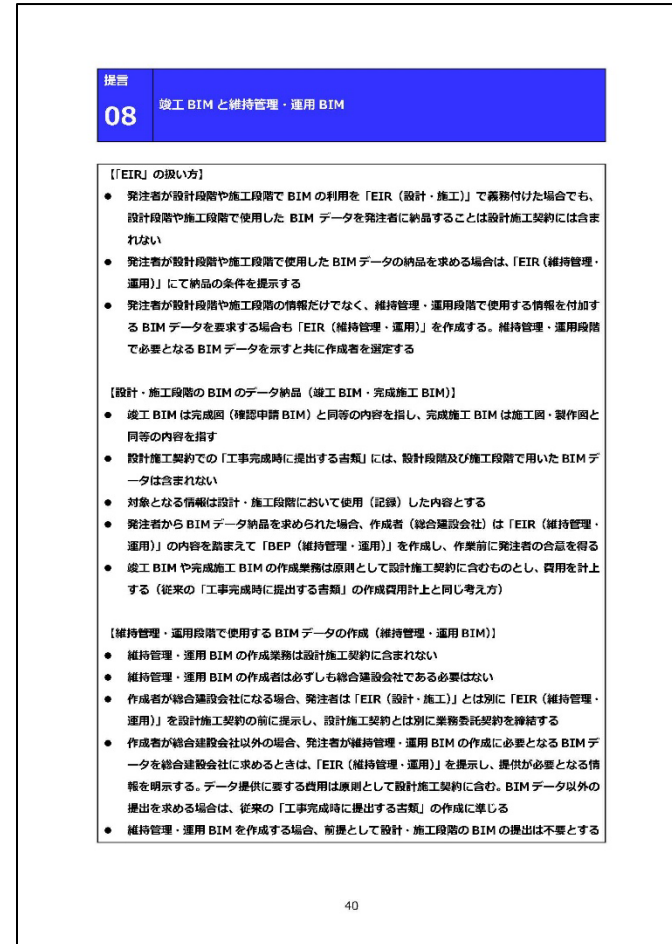 提言
08
竣工 BIM と維持管理・運用 BIM
【「EIR」の扱い方】
● 発注者が設計段階や施工段階で BIM の利用を「EIR（設計・施工）」で義務付けた場合でも、
設計段階や施工段階で使用した BIM データを発注者に納品することは設計施工契約には含ま
れない
● 発注者が設計段階や施工段階で使用した BIM データの納品を求める場合は、「EIR（維持管理・
運用）」にて納品の条件を提示する
● 発注者が設計段階や施工段階の情報だけでなく、維持管理・運用段階で使用する情報を付加す
る BIM データを要求する場合も「EIR（維持管理・運用）」を作成する。維持管理・運用段階
で必要となる BIM データを示すと共に作成者を選定する
【設計・施工段階の BIM のデータ納品（竣工 BIM・完成施工 BIM）】
● 竣工 BIM は完成図（確認申請 BIM）と同等の内容を指し、完成施工 BIM は施工図・製作図と
同等の内容を指す
● 設計施工契約での「工事完成時に提出する書類」には、設計段階及び施工段階で用いた BIM デ
ータは含まれない
● 対象となる情報は設計・施工段階において使用（記録）した内容とする
● 発注者から BIM データ納品を求められた場合、作成者（総合建設会社）は「EIR（維持管理・
運用）」の内容を踏まえて「BEP（維持管理・運用）」を作成し、作業前に発注者の合意を得る
● 竣工 BIM や完成施工 BIM の作成業務は原則として設計施工契約に含むものとし、費用を計上
する（従来の「工事完成時に提出する書類」の作成費用計上と同じ考え方）
【維持管理・運用段階で使用する BIM データの作成（維持管理・運用 BIM）】
● 維持管理・運用 BIM の作成業務は設計施工契約に含まれない
● 維持管理・運用 BIM の作成者は必ずしも総合建設会社である必要はない
● 作成者が総合建設会社になる場合、発注者は「EIR（設計・施工）」とは別に「EIR（維持管理・
運用）」を設計施工契約の前に提示し、設計施工契約とは別に業務委託契約を締結する
● 作成者が総合建設会社以外の場合、発注者が維持管理・運用 BIM の作成に必要となる BIM デ
ータを総合建設会社に求めるときは、「EIR（維持管理・運用）」を提示し、提供が必要となる情
報を明示する。データ提供に要する費用は原則として設計施工契約に含む。BIM データ以外の
提出を求める場合は、従来の「工事完成時に提出する書類」の作成に準じる
● 維持管理・運用 BIM を作成する場合、前提として設計・施工段階の BIM の提出は不要とする
40